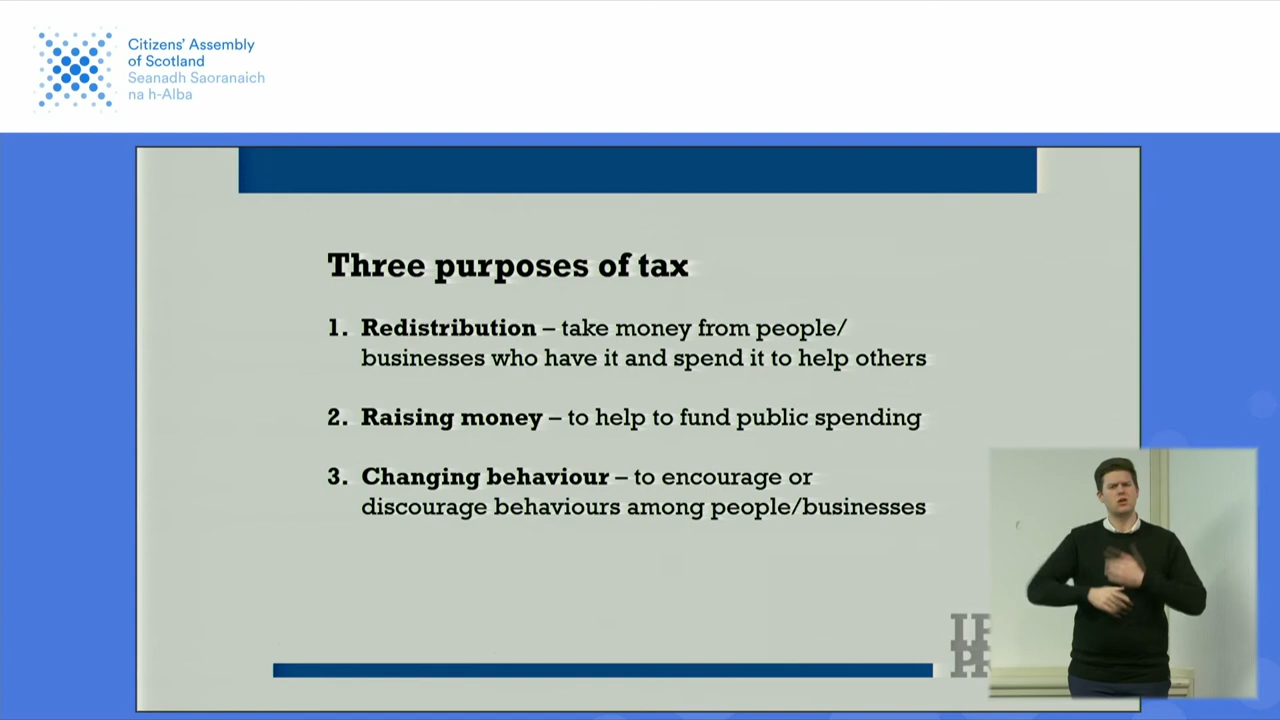 Citizens' Assembly
of Scotland
Seanadh Saoranaich
na h-Alba
Three purposes of tax
1. Redistribution – take money from people/
businesses who have it and spend it to help others
2. Raising money – to help to fund public spending
3. Changing behaviour – to encourage or
discourage behaviours among people/businesses